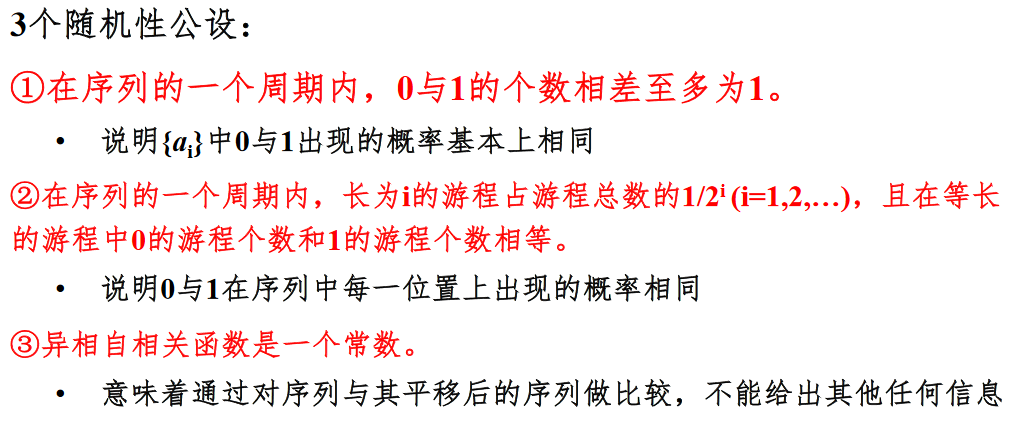 3个随机性公设：
①在序列的一个周期内，0与1的个数相差至多为1。
• 说明{ai}中0与1出现的概率基本上相同
②在序列的一个周期内，长为i的游程占游程总数的1/2^i (i=1,2,…)，且在等长
的游程中0的游程个数和1的游程个数相等。
• 说明0与1在序列中每一位置上出现的概率相同
③异相自相关函数是一个常数。
• 意味着通过对序列与其平移后的序列做比较，不能给出其他任何信息